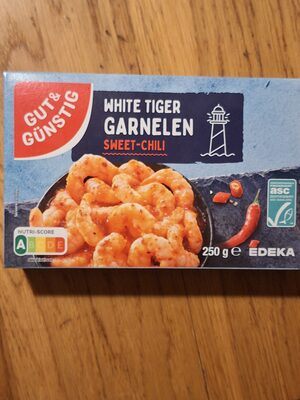 GUT&
GÜNSTIG
WHITE TIGER
GARNELEN
SWEET-CHILI
asc
NUTRI-SCORE
A B C D E
250 g ℮ EDEKA